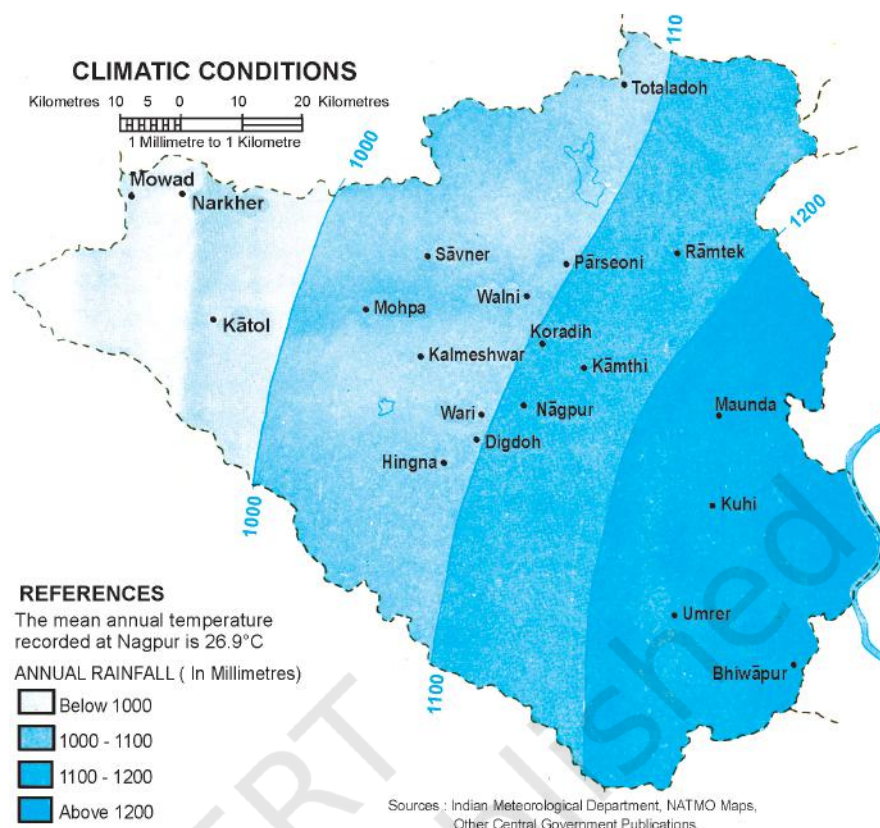 CLIMATIC CONDITIONS
Kilometres 10 5 0 10 20 Kilometres
1 Millimetre to 1 Kilometre
110
Totaladoh
1000
Mowad
Narkher
1200
Sāvner
Pārseoni
Rāmtek
Walni
Mohpa
Kātol
Koradih
Kalmeshwar
Kāmthi
Wari
Nāgpur
Maunda
Digdoh
Hingna
1000
Kuhi
Umrer
Bhiwāpur
1100
REFERENCES
The mean annual temperature
recorded at Nagpur is 26.9°C
ANNUAL RAINFALL ( In Millimetres)
Below 1000
1000 - 1100
1100 - 1200
Above 1200
Sources : Indian Meteorological Department, NATMO Maps,
Other Central Government Publications.